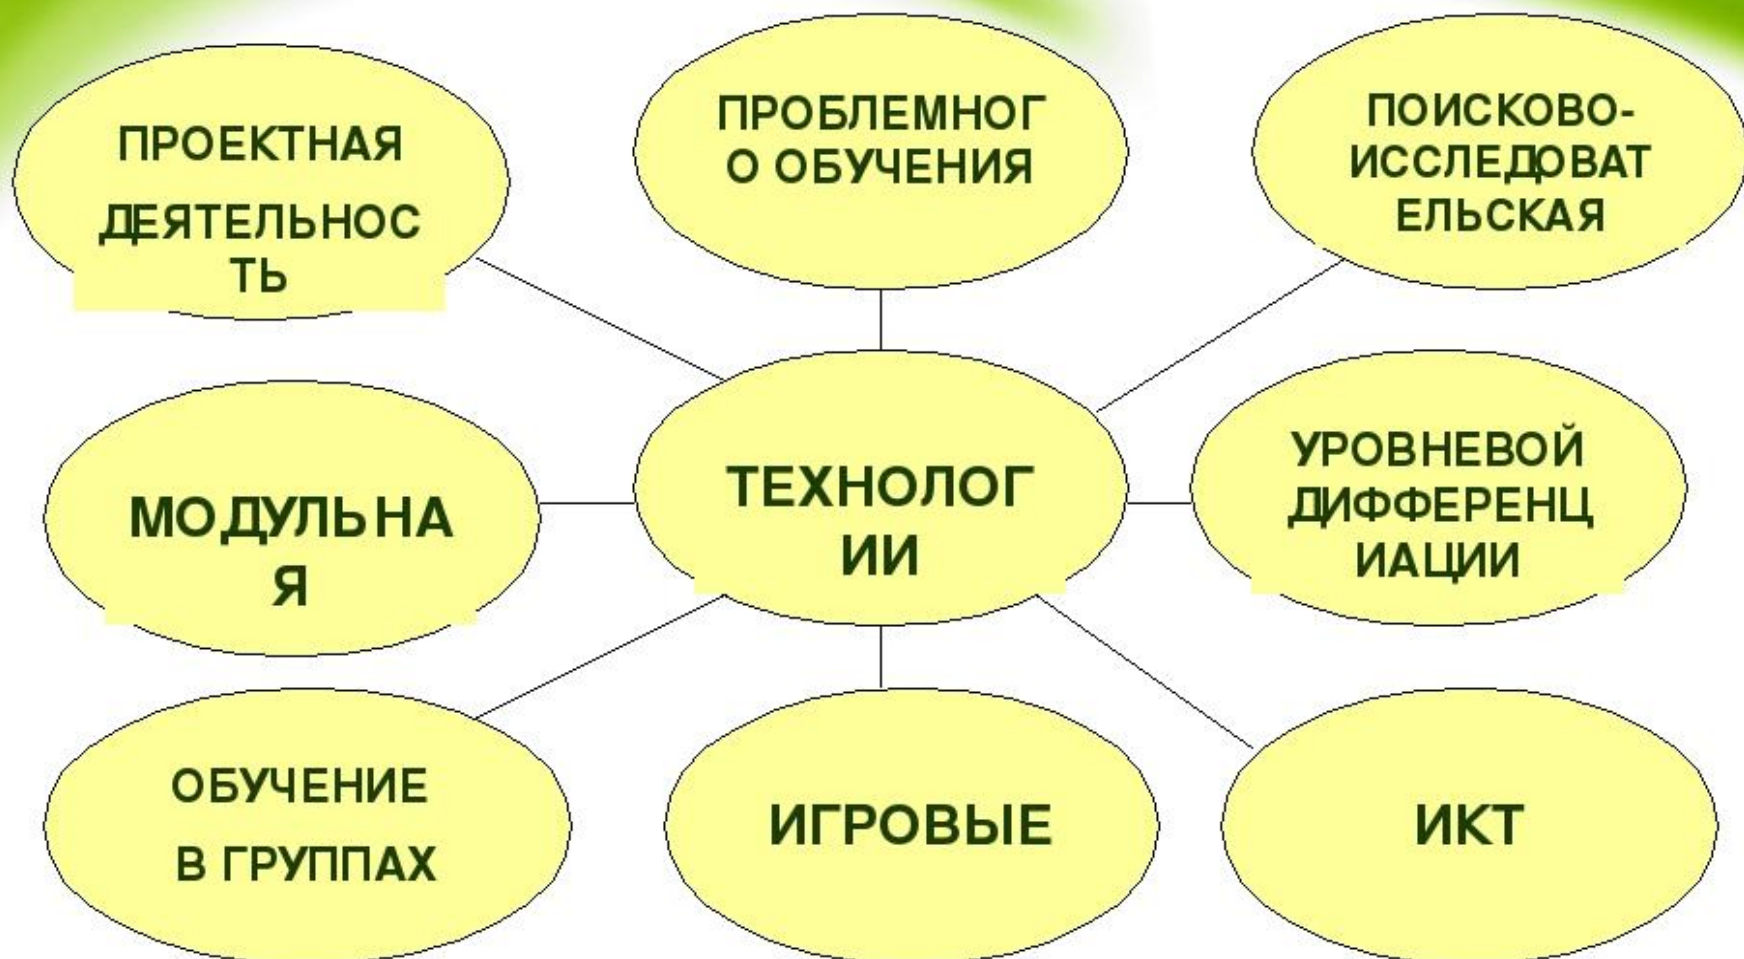 ПРОЕКТНАЯ
ДЕЯТЕЛЬНОС
ТЬ
ПРОБЛЕМНОГ
О ОБУЧЕНИЯ
ПОИСКОВО-
ИССЛЕДОВАТ
ЕЛЬСКАЯ
МОДУЛЬНА
Я
ТЕХНОЛОГ
ИИ
УРОВНЕВОЙ
ДИФФЕРЕНЦ
ИАЦИИ
ОБУЧЕНИЕ
В ГРУППАХ
ИГРОВЫЕ
ИКТ